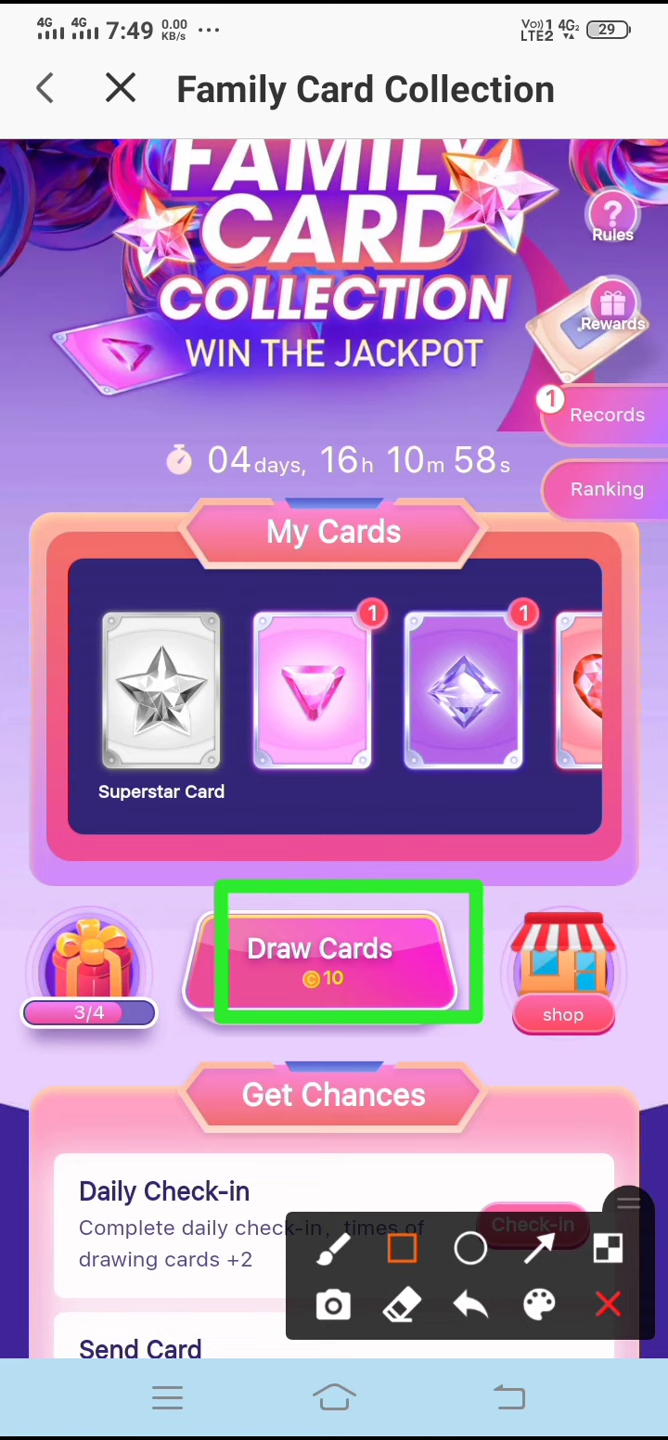 4G 4G 7:49 0.00 KB/s ... Vo)) 1 LTE2 4G2 29
Family Card Collection
FAMILY
CARD
COLLECTION
WIN THE JACKPOT
?
Rules
Rewards
1
Records
Ranking
04 days, 16 h 10 m 58 s
My Cards
1 1
Superstar Card
Draw Cards
10
3/4
shop
Get Chances
Daily Check-in
Complete daily check-in, times of
drawing cards +2
Check-in
Send Card